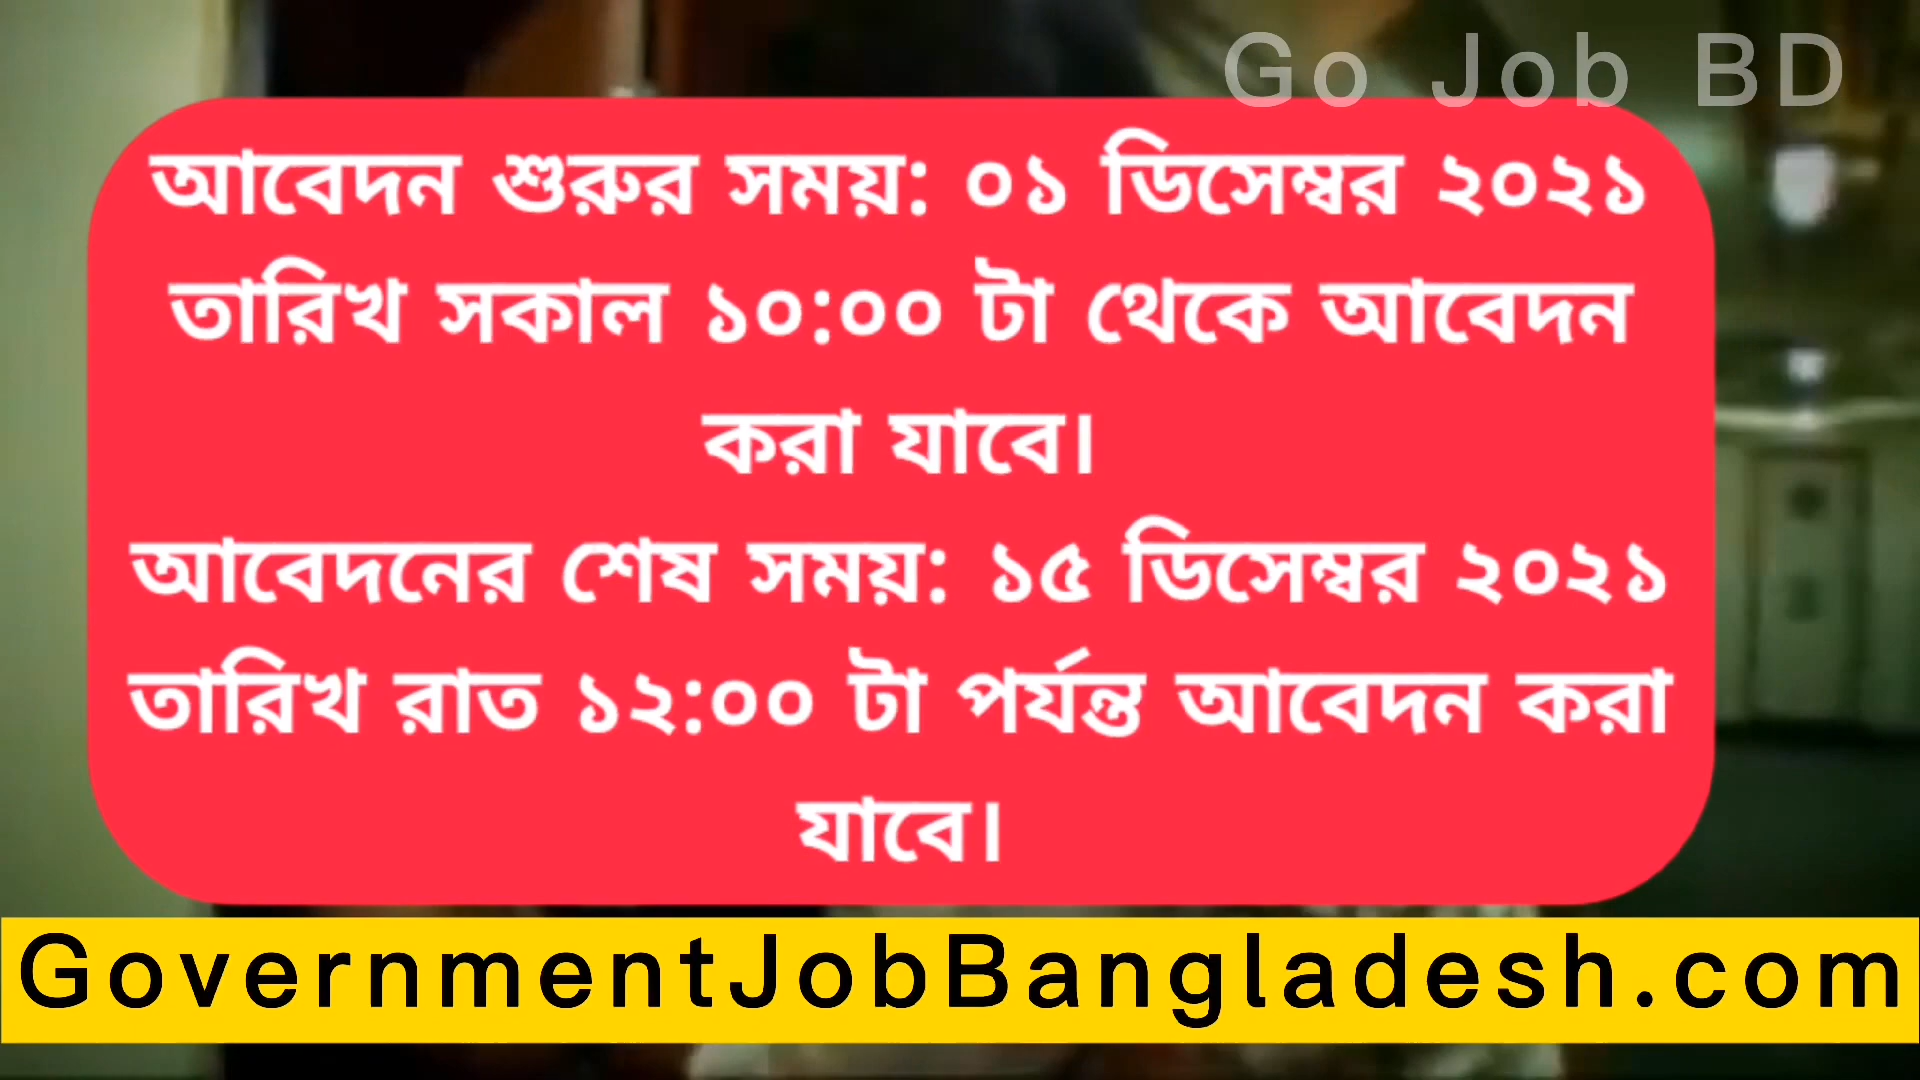 Go Job BD
আবেদন শুরুর সময়: ০১ ডিসেম্বর ২০২১
তারিখ সকাল ১০:০০ টা থেকে আবেদন
করা যাবে।
আবেদনের শেষ সময়: ১৫ ডিসেম্বর ২০২১
তারিখ রাত ১২:০০ টা পর্যন্ত আবেদন করা
যাবে।
GovernmentJobBangladesh.com